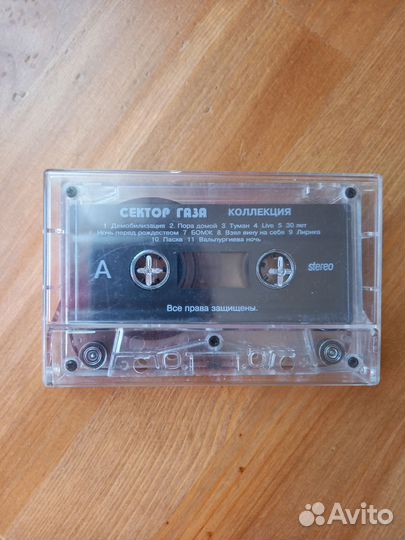 СЕКТОР ГАЗА КОЛЛЕКЦИЯ
1 Демобилизация 2 Пора домой 3 Туман 4 Live 5 30 лет
6 Ночь перед рождеством 7 БОМЖ 8 Взял вину на себя 9 Лирика
10 Пасха 11 Вальпургиева ночь
A
stereo
Все права защищены.
Avito